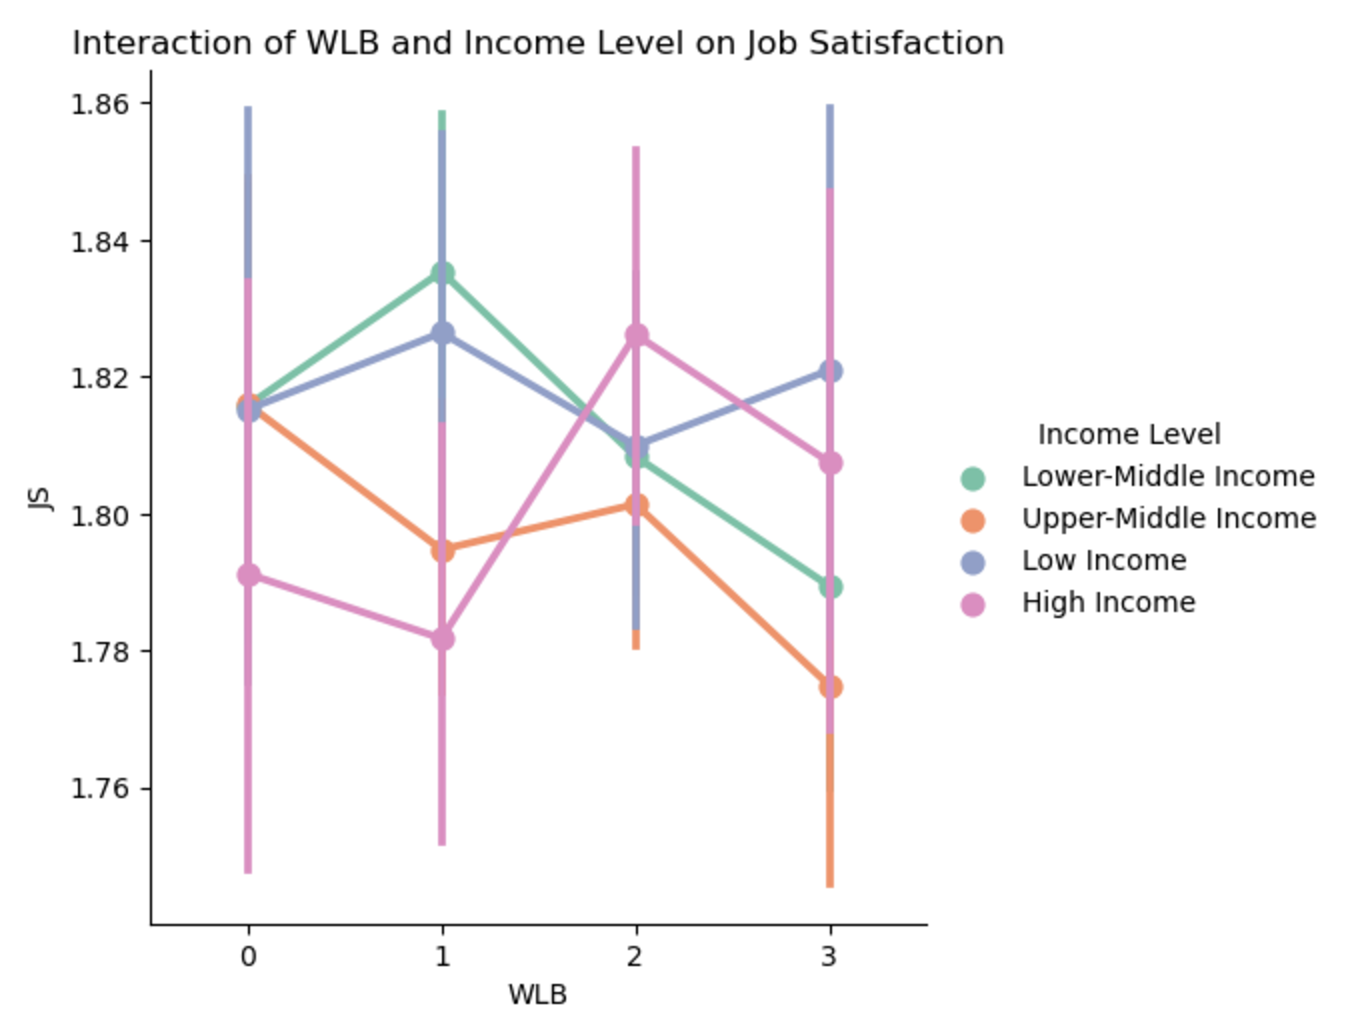 Interaction of WLB and Income Level on Job Satisfaction
1.86
1.84
1.82
1.80
1.78
1.76
JS
0 1 2 3
WLB
Income Level
Lower-Middle Income
Upper-Middle Income
Low Income
High Income